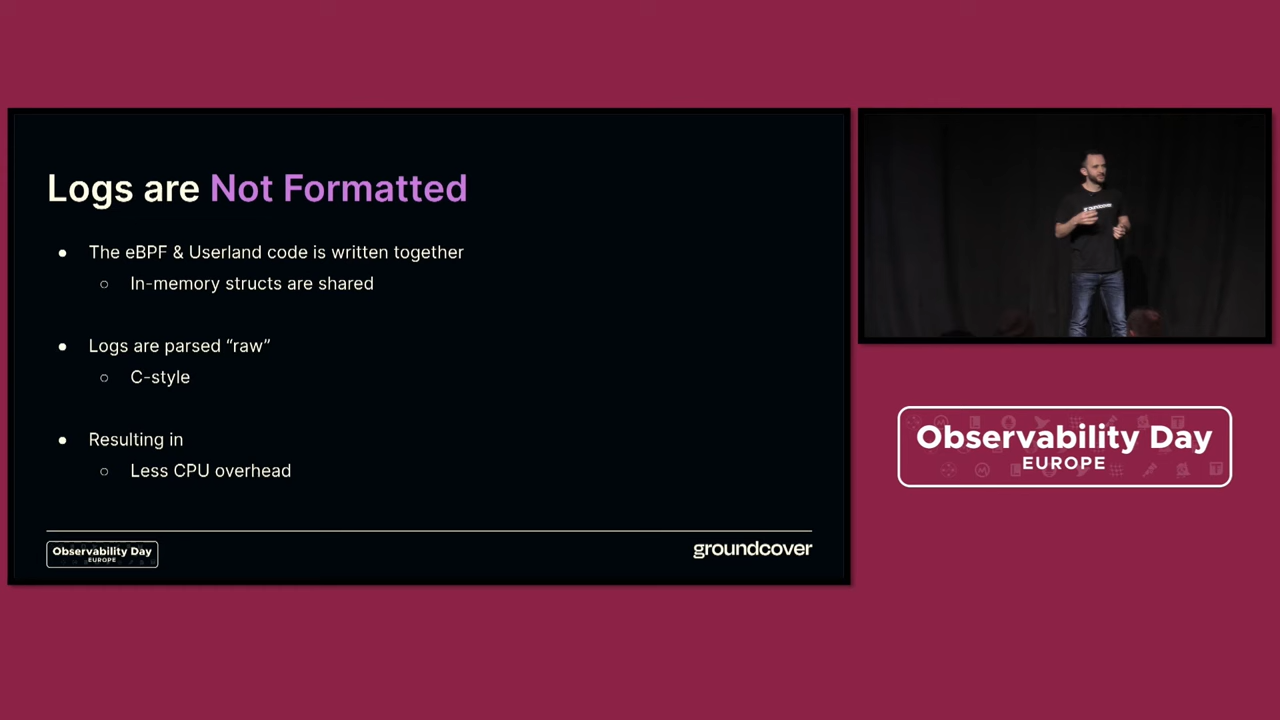 Logs are Not Formatted
● The eBPF & Userland code is written together
○ In-memory structs are shared
● Logs are parsed “raw”
○ C-style
● Resulting in
○ Less CPU overhead
Observability Day
EUROPE
groundcover
groundcover
Observability Day
EUROPE